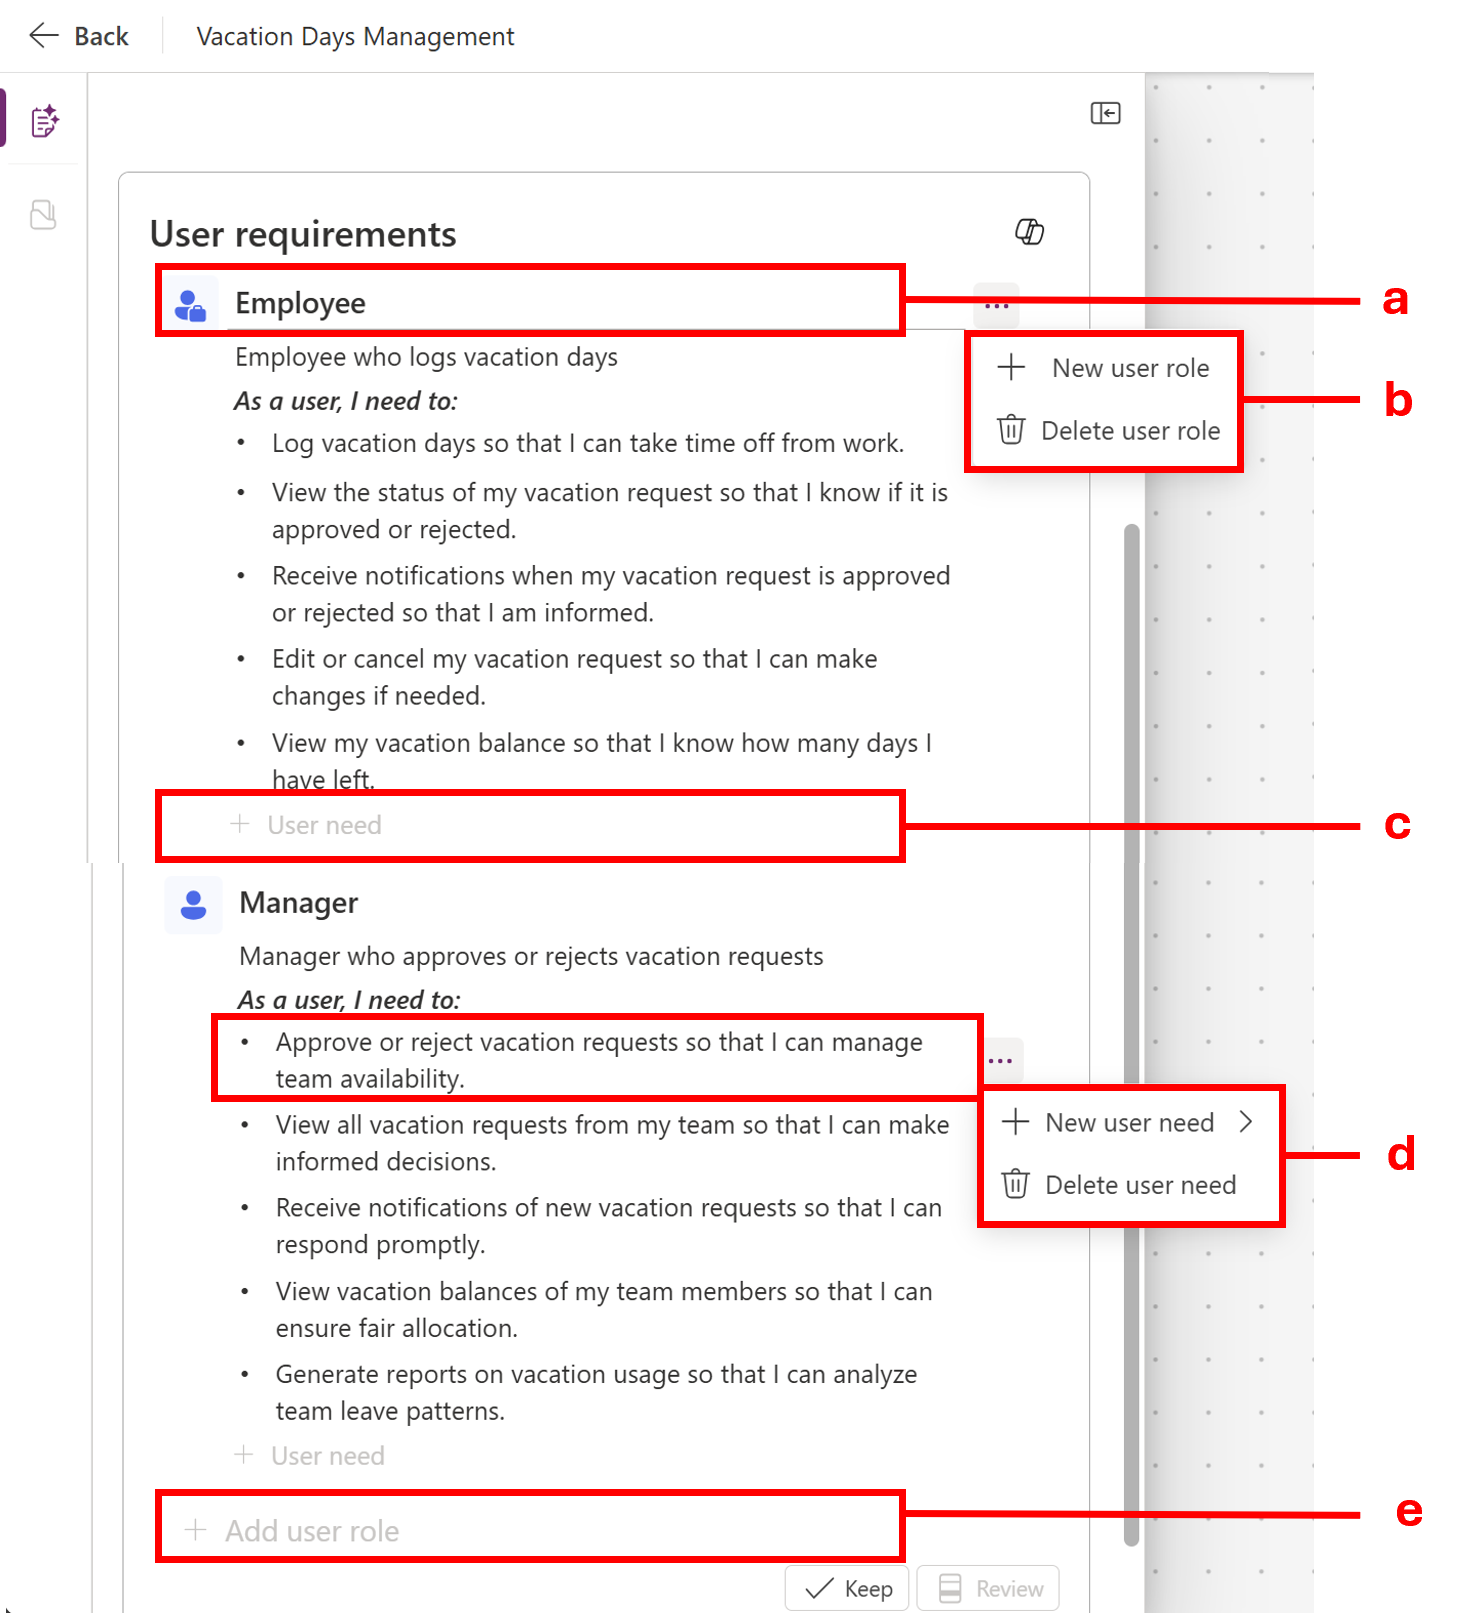 Back
Vacation Days Management
User requirements
Employee
a
Employee who logs vacation days
New user role
As a user, I need to:
b
Delete user role
• Log vacation days so that I can take time off from work.
• View the status of my vacation request so that I know if it is
approved or rejected.
• Receive notifications when my vacation request is approved
or rejected so that I am informed.
• Edit or cancel my vacation request so that I can make
changes if needed.
• View my vacation balance so that I know how many days I
have left.
+ User need
c
Manager
Manager who approves or rejects vacation requests
As a user, I need to:
• Approve or reject vacation requests so that I can manage
team availability.
New user need
d
Delete user need
• View all vacation requests from my team so that I can make
informed decisions.
• Receive notifications of new vacation requests so that I can
respond promptly.
• View vacation balances of my team members so that I can
ensure fair allocation.
• Generate reports on vacation usage so that I can analyze
team leave patterns.
+ User need
+ Add user role
e
Keep
Review